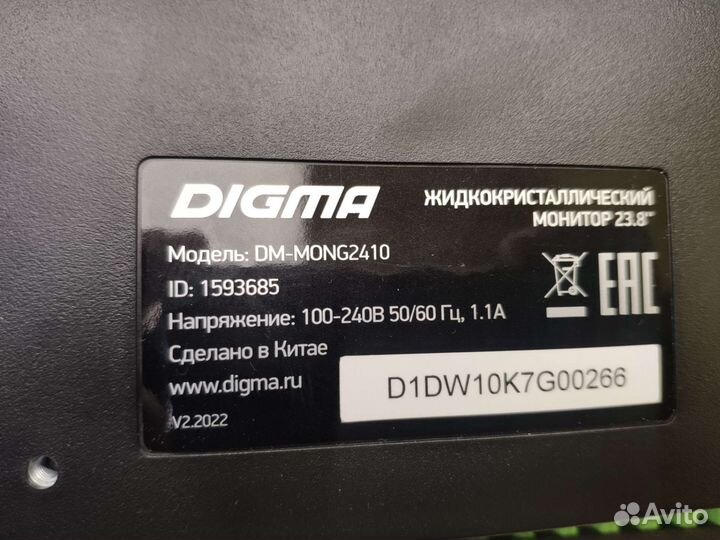 DIGMA
ЖИДКОКРИСТАЛЛИЧЕСКИЙ
МОНИТОР 23.8"
Модель: DM-MONG2410
ID: 1593685
Напряжение: 100-240В 50/60 Гц, 1.1А
Сделано в Китае
www.digma.ru
V2.2022
EAC
D1DW10K7G00266
Avito